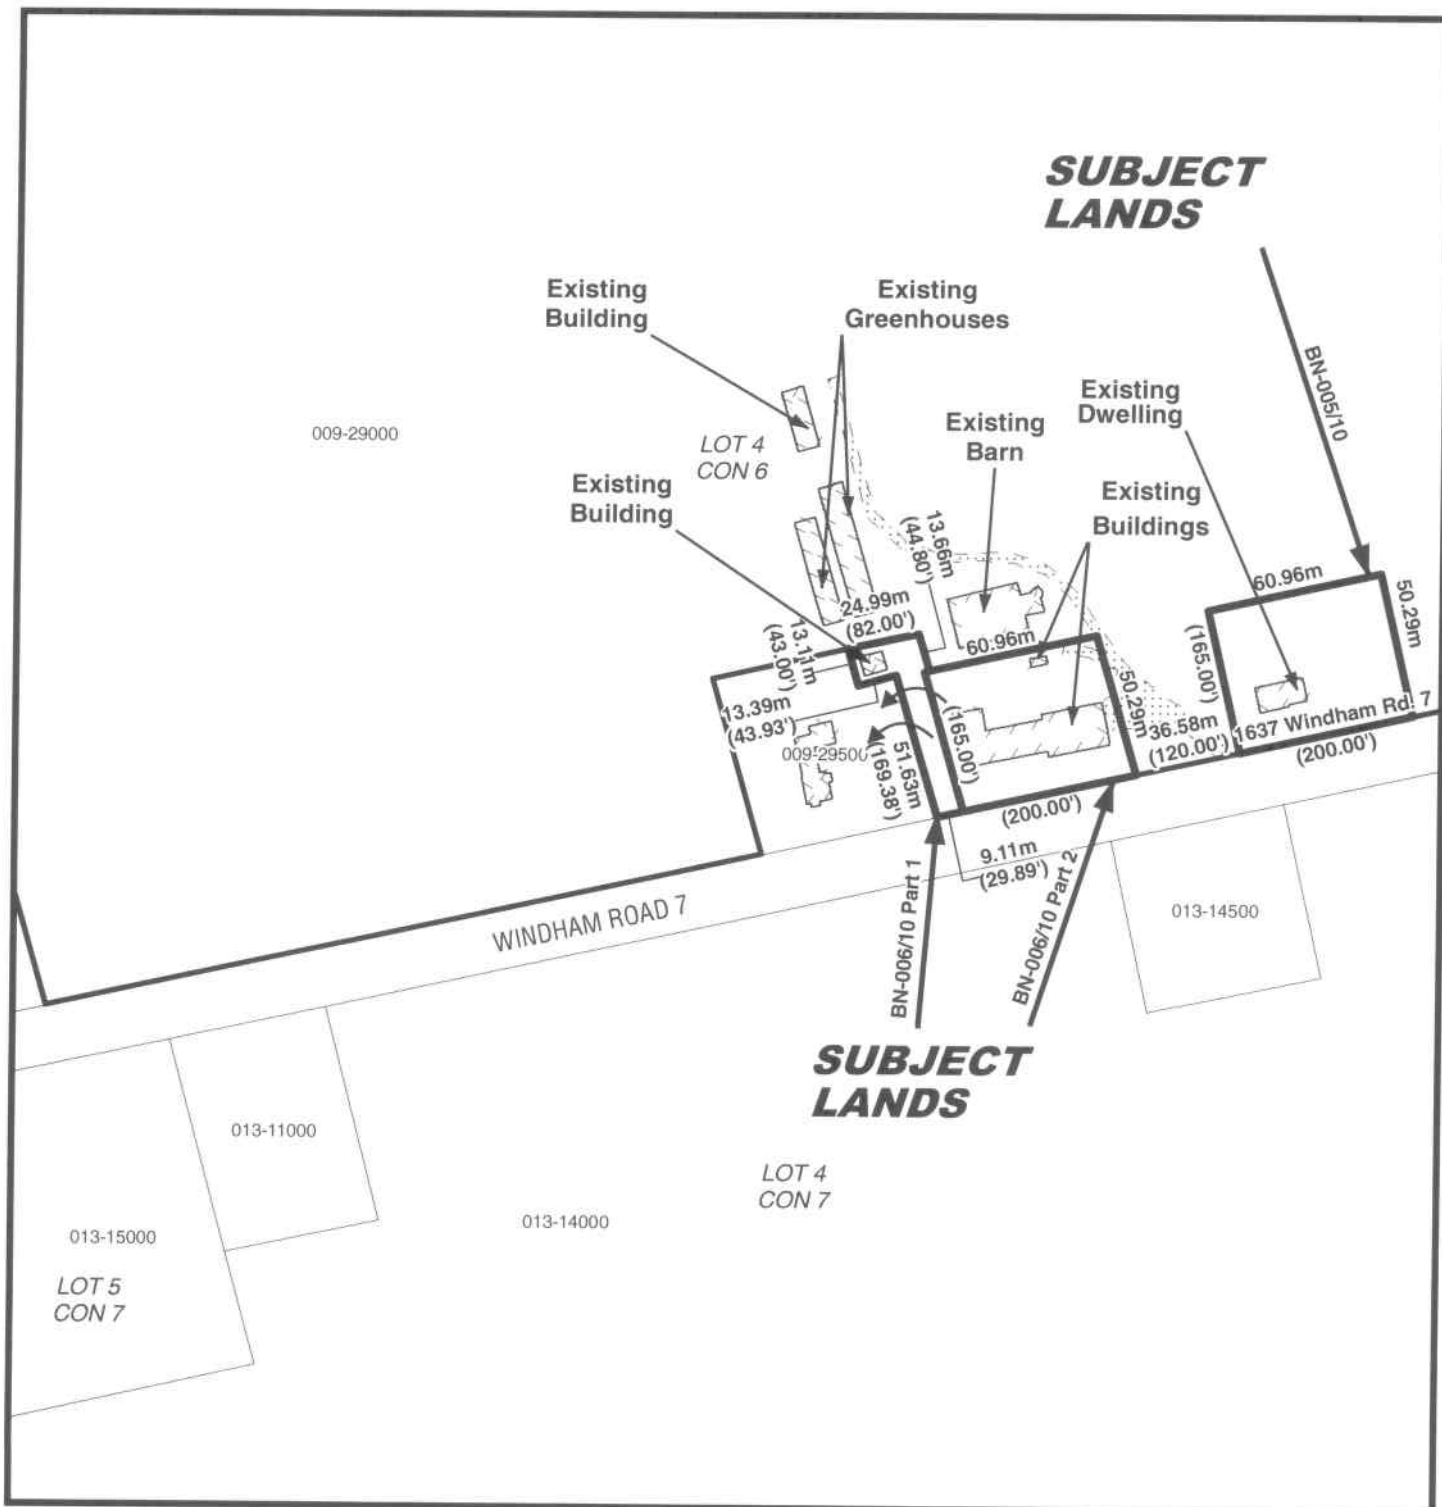 SUBJECT
LANDS
BN-005/10
Existing
Building
Existing
Greenhouses
Existing
Dwelling
Existing
Barn
009-29000
LOT 4
CON 6
Existing
Building
Existing
Buildings
13.66m
(44.80')
60.96m
50.29m
24.99m
(82.00')
13.11m
(43.00')
60.96m
(165.00')
50.29m
13.39m
(43.93')
36.58m
(120.00')
1637 Windham Rd. 7
(200.00')
009-29500
51.63m
(169.38')
(165.00')
(200.00')
9.11m
(29.89')
WINDHAM ROAD 7
BN-006/10 Part 1
BN-006/10 Part 2
013-14500
SUBJECT
LANDS
013-11000
LOT 4
CON 7
013-14000
013-15000
LOT 5
CON 7